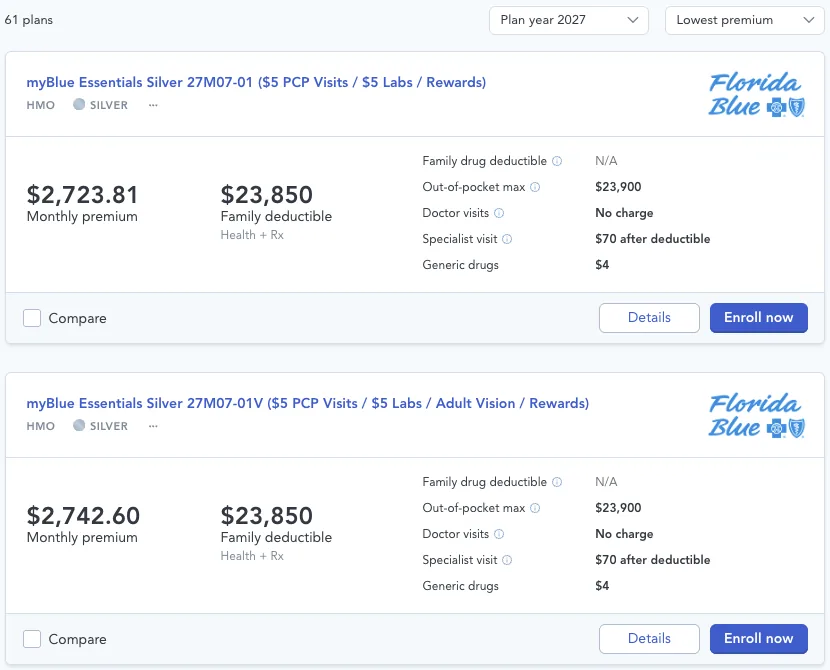 61 plans
Plan year 2027
Lowest premium
myBlue Essentials Silver 27M07-01 ($5 PCP Visits / $5 Labs / Rewards)
HMO SILVER ...
Florida
Blue
$2,723.81
Monthly premium
$23,850
Family deductible
Health + Rx
Family drug deductible N/A
Out-of-pocket max $23,900
Doctor visits No charge
Specialist visit $70 after deductible
Generic drugs $4
Compare
Details
Enroll now
myBlue Essentials Silver 27M07-01V ($5 PCP Visits / $5 Labs / Adult Vision / Rewards)
HMO SILVER ...
Florida
Blue
$2,742.60
Monthly premium
$23,850
Family deductible
Health + Rx
Family drug deductible N/A
Out-of-pocket max $23,900
Doctor visits No charge
Specialist visit $70 after deductible
Generic drugs $4
Compare
Details
Enroll now